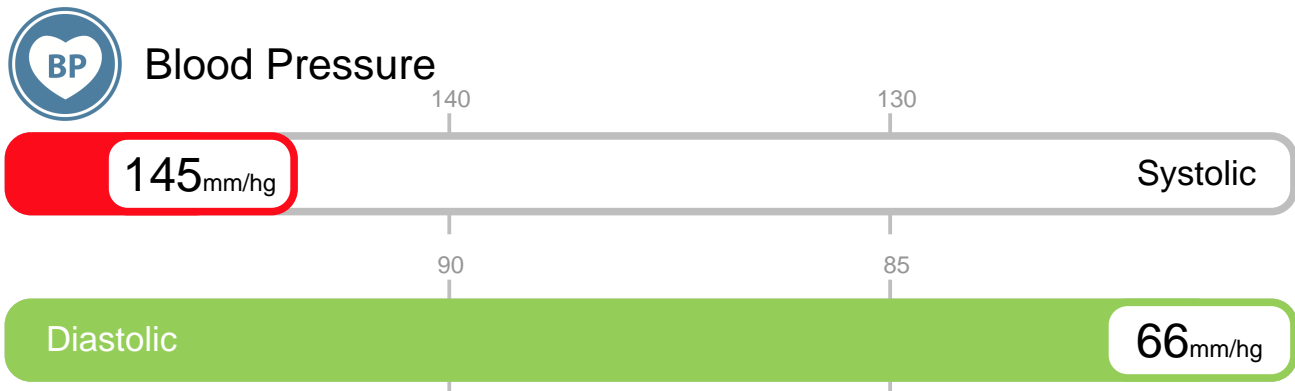 BP
Blood Pressure
140 130
145mm/hg Systolic
90 85
Diastolic 66mm/hg